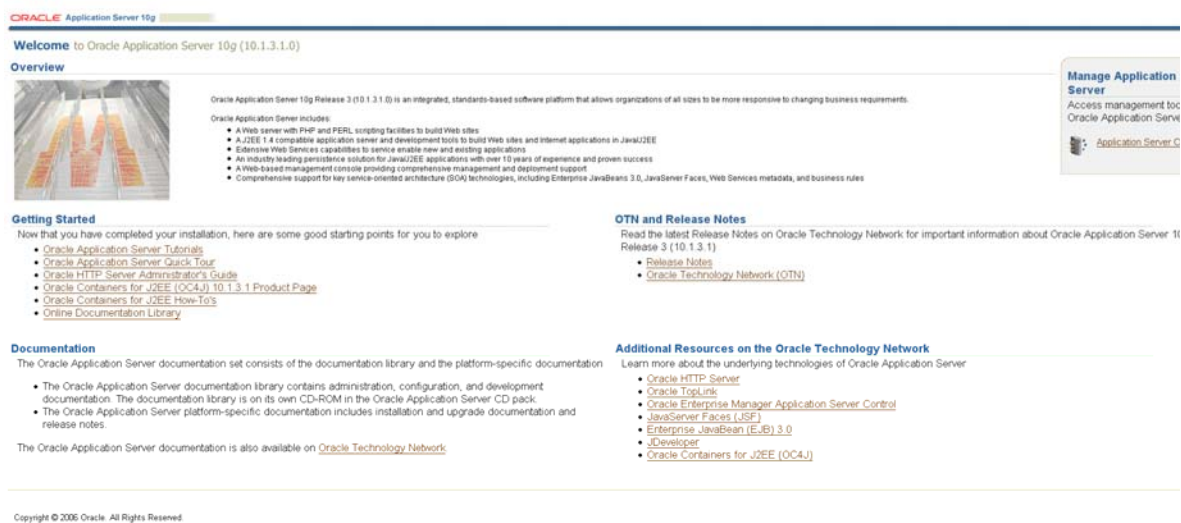 ORACLE Application Server 10g
Welcome to Oracle Application Server 10g (10.1.3.1.0)
Overview
Oracle Application Server 10g Release 3 (10.1.3.1.0) is an integrated, standards-based software platform that allows organizations of all sizes to be more responsive to changing business requirements.
Oracle Application Server includes:
• A Web server with PHP and PERL scripting facilities to build Web sites
• A J2EE 1.4 compatible application server and development tools to build Web sites and Internet applications in Java/J2EE
• Extensive Web Services capabilities to service enable new and existing applications
• An industry leading persistence solution for Java/J2EE applications with over 10 years of experience and proven success
• A Web-based management console providing comprehensive management and deployment support
• Comprehensive support for key service-oriented architecture (SOA) technologies, including Enterprise JavaBeans 3.0, JavaServer Faces, Web Services metadata, and business rules
Manage Application
Server
Access management too
Oracle Application Serve
Application Server C
Getting Started
Now that you have completed your installation, here are some good starting points for you to explore
• Oracle Application Server Tutorials
• Oracle Application Server Quick Tour
• Oracle HTTP Server Administrator's Guide
• Oracle Containers for J2EE (OC4J) 10.1.3.1 Product Page
• Oracle Containers for J2EE How-To's
• Online Documentation Library
OTN and Release Notes
Read the latest Release Notes on Oracle Technology Network for important information about Oracle Application Server 10
Release 3 (10.1.3.1)
• Release Notes
• Oracle Technology Network (OTN)
Documentation
The Oracle Application Server documentation set consists of the documentation library and the platform-specific documentation
• The Oracle Application Server documentation library contains administration, configuration, and development
documentation. The documentation library is on its own CD-ROM in the Oracle Application Server CD pack.
• The Oracle Application Server platform-specific documentation includes installation and upgrade documentation and
release notes.
The Oracle Application Server documentation is also available on Oracle Technology Network
Additional Resources on the Oracle Technology Network
Learn more about the underlying technologies of Oracle Application Server
• Oracle HTTP Server
• Oracle TopLink
• Oracle Enterprise Manager Application Server Control
• JavaServer Faces (JSF)
• Enterprise JavaBean (EJB) 3.0
• JDeveloper
• Oracle Containers for J2EE (OC4J)
Copyright © 2006 Oracle. All Rights Reserved.